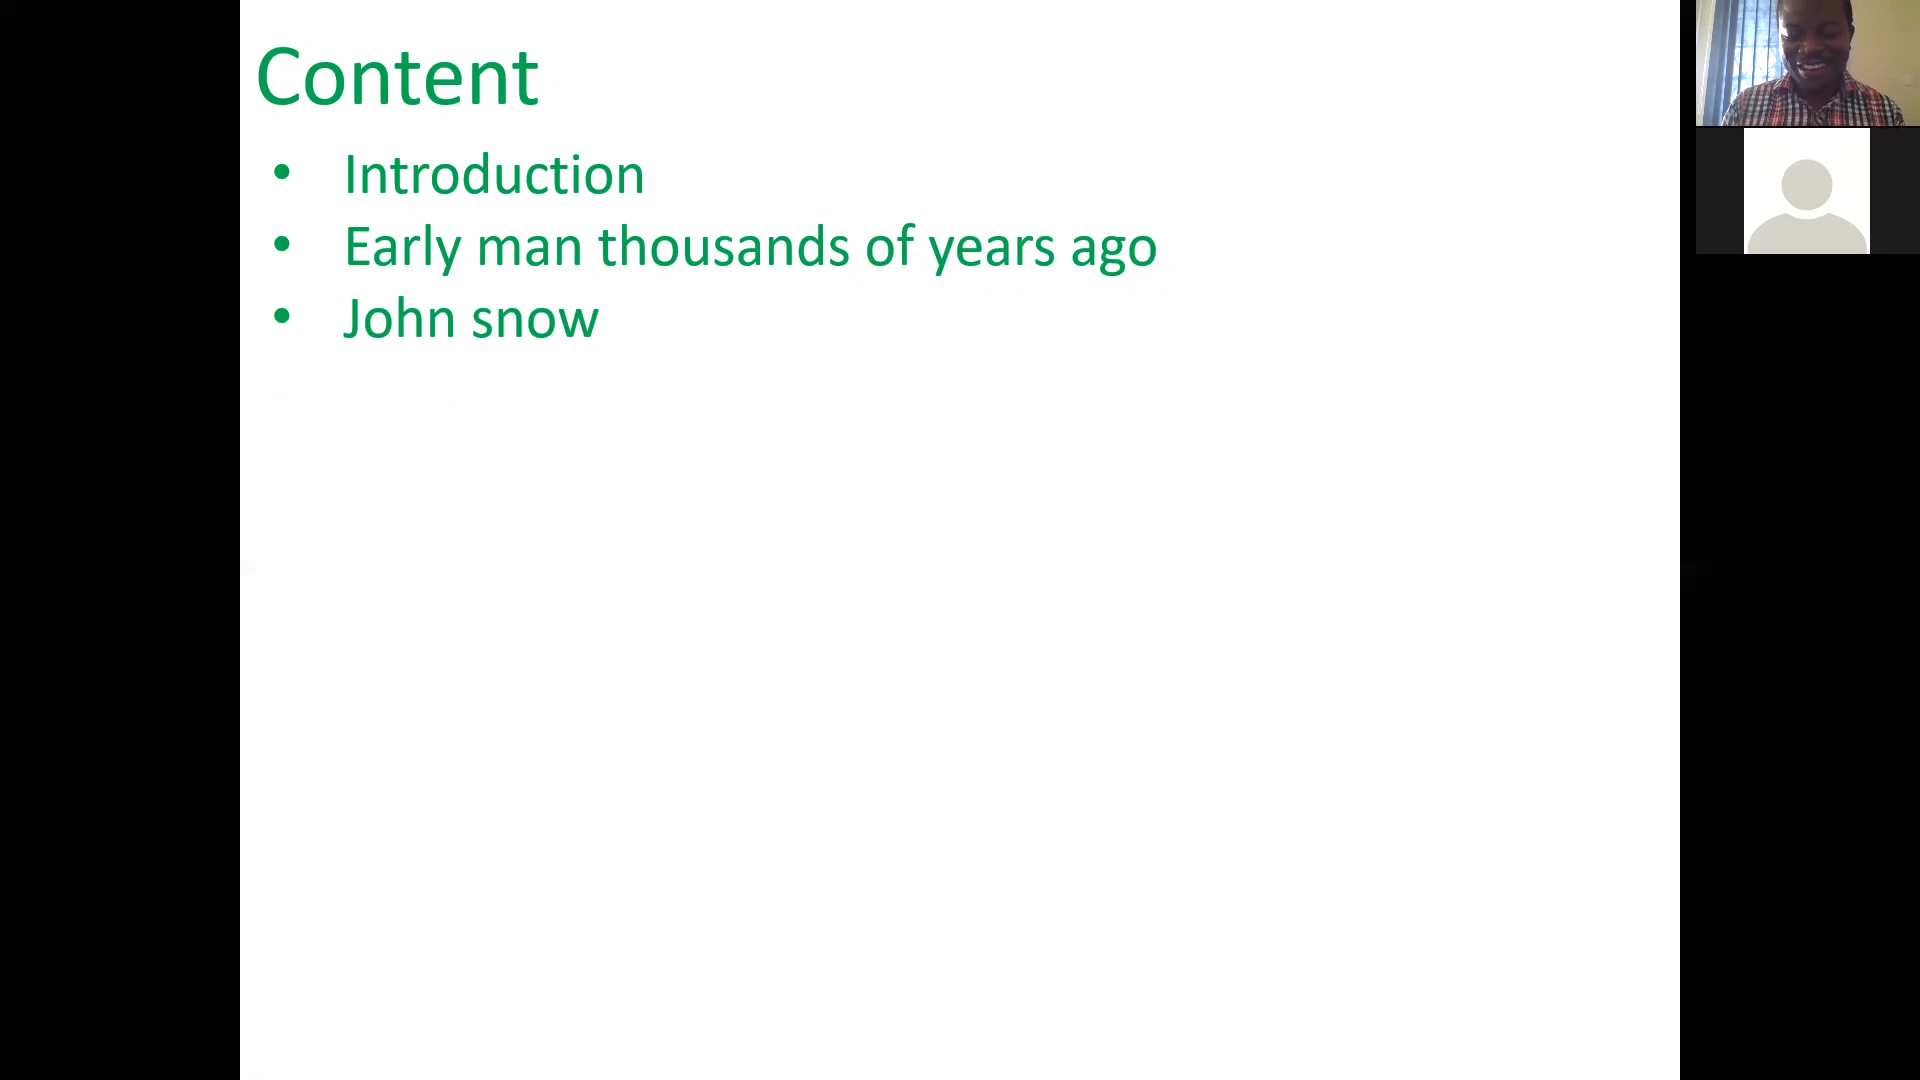 Content
• Introduction
• Early man thousands of years ago
• John snow